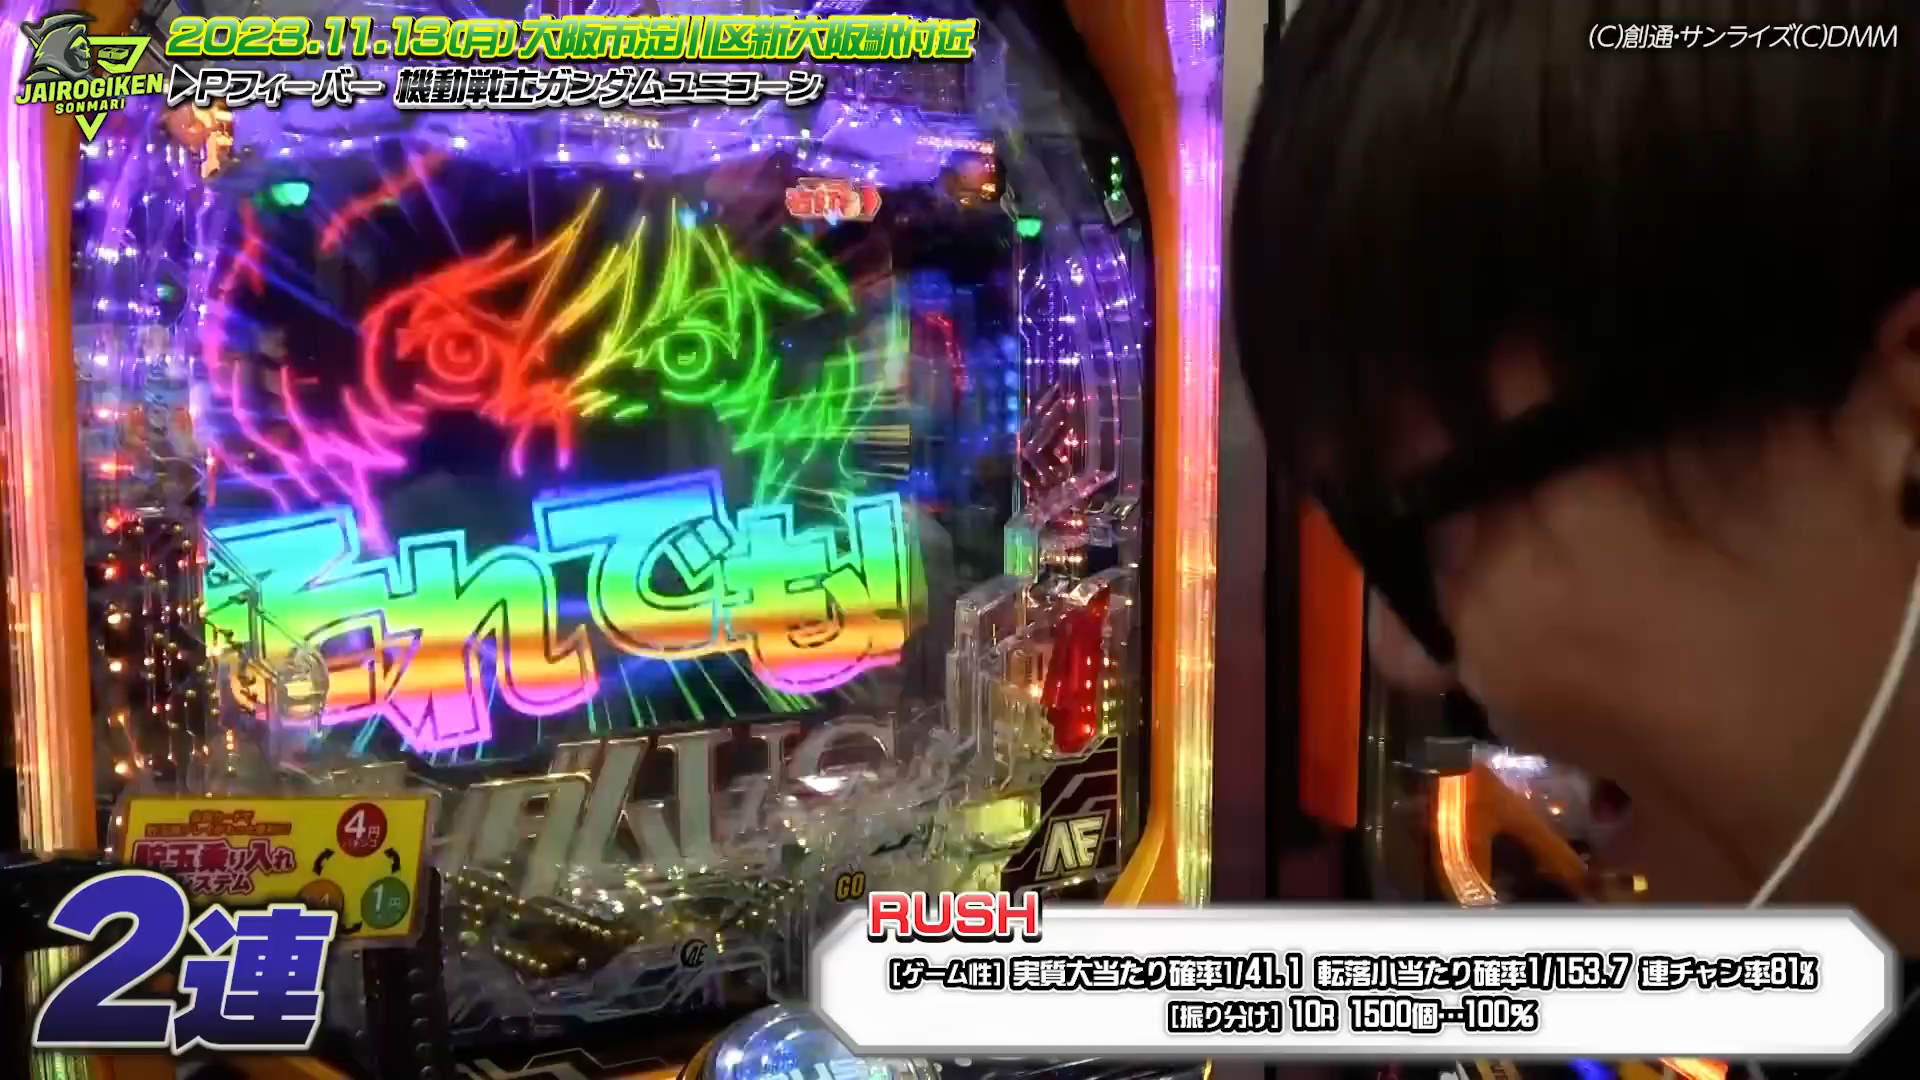 2023.11.13(月)大阪市淀川区新大阪駅付近
▶Pフィーバー 機動戦士ガンダムユニコーン
JAIROGIKEN
SONMARI
(C)創通・サンライズ(C)DMM
それでも
4円
貯玉乗り入れ
システム
1円
GO
AE
AE
2連
RUSH
[ゲーム性] 実質大当たり確率1/41.1 転落小当たり確率1/153.7 連チャン率81%
[振り分け] 10R 1500個…100%